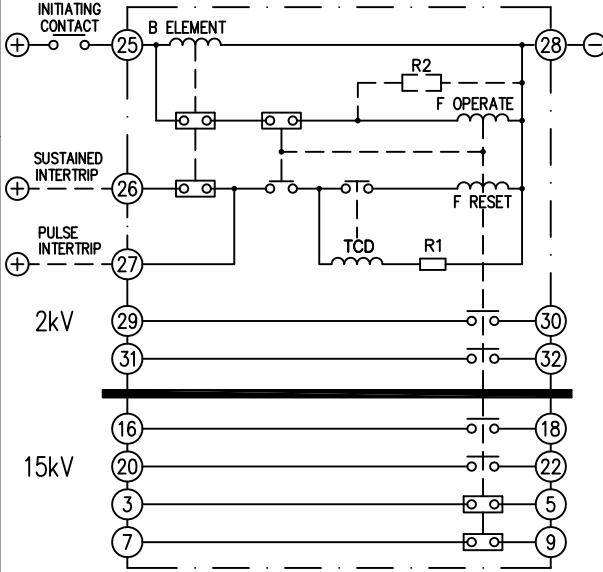 INITIATING
CONTACT
+ 25 B ELEMENT 28 −
R2
F OPERATE
SUSTAINED
INTERTRIP
+ 26
F RESET
PULSE
INTERTRIP
TCD R1
+ 27
2kV
29 30
31 32
16 18
15kV
20 22
3 5
7 9